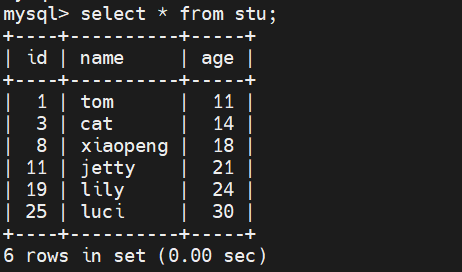 mysql> select * from stu;
+----+----------+-----+
| id | name     | age |
+----+----------+-----+
|  1 | tom      |  11 |
|  3 | cat      |  14 |
|  8 | xiaopeng |  18 |
| 11 | jetty    |  21 |
| 19 | lily     |  24 |
| 25 | luci     |  30 |
+----+----------+-----+
6 rows in set (0.00 sec)